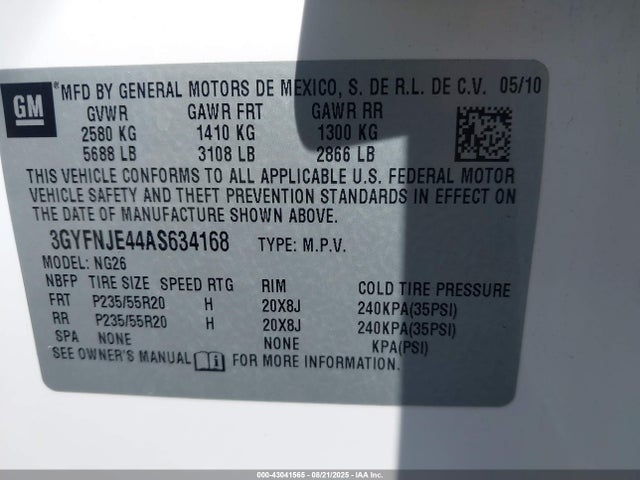 GM
*MFD BY GENERAL MOTORS DE MEXICO, S. DE R.L. DE C.V. 05/10
GVWR GAWR FRT GAWR RR
2580 KG 1410 KG 1300 KG
5688 LB 3108 LB 2866 LB
THIS VEHICLE CONFORMS TO ALL APPLICABLE U.S. FEDERAL MOTOR
VEHICLE SAFETY AND THEFT PREVENTION STANDARDS IN EFFECT ON
THE DATE OF MANUFACTURE SHOWN ABOVE.
3GYFNJE44AS634168 TYPE: M.P.V.
MODEL: NG26
NBFP TIRE SIZE SPEED RTG RIM COLD TIRE PRESSURE
FRT P235/55R20 H 20X8J 240KPA(35PSI)
RR P235/55R20 H 20X8J 240KPA(35PSI)
SPA NONE NONE KPA(PSI)
SEE OWNER'S MANUAL FOR MORE INFORMATION.
000-43041565 - 08/21/2025 - IAA Inc.